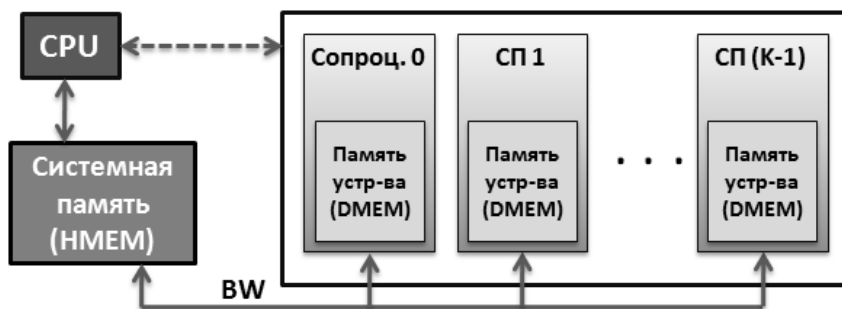 CPU
Системная
память
(HMEM)
BW
Сопроц. 0
Память
устр-ва
(DMEM)
СП 1
Память
устр-ва
(DMEM)
. . .
СП (K-1)
Память
устр-ва
(DMEM)